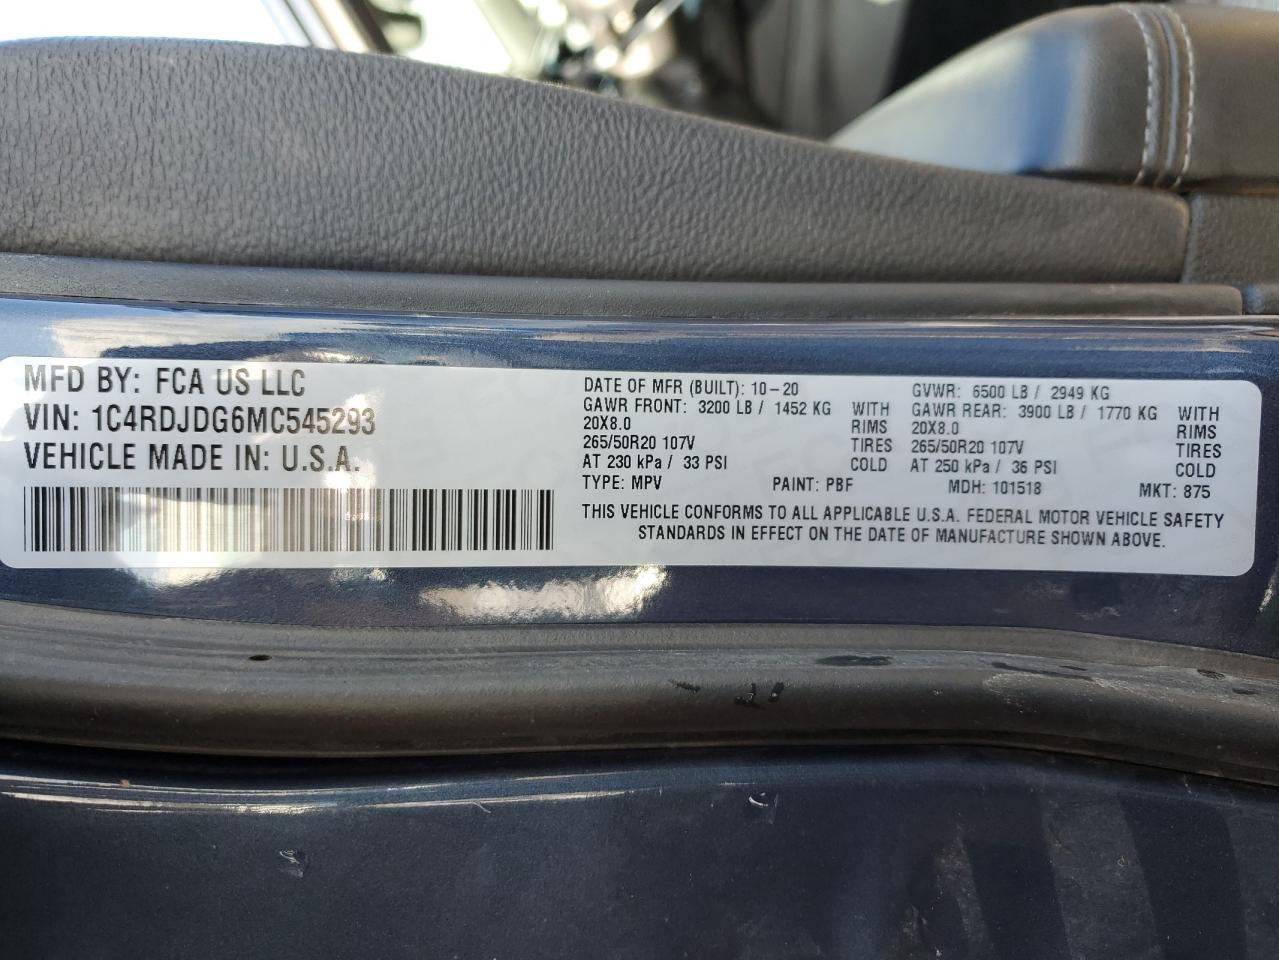 MFD BY: FCA US LLC
VIN: 1C4RDJDG6MC545293
VEHICLE MADE IN: U.S.A.
DATE OF MFR (BUILT): 10-20
GAWR FRONT: 3200 LB / 1452 KG WITH
20X8.0 RIMS
265/50R20 107V TIRES
AT 230 kPa / 33 PSI COLD
TYPE: MPV PAINT: PBF
GVWR: 6500 LB / 2949 KG
GAWR REAR: 3900 LB / 1770 KG WITH
20X8.0 RIMS
265/50R20 107V TIRES
AT 250 kPa / 36 PSI COLD
MDH: 101518 MKT: 875
THIS VEHICLE CONFORMS TO ALL APPLICABLE U.S.A. FEDERAL MOTOR VEHICLE SAFETY
STANDARDS IN EFFECT ON THE DATE OF MANUFACTURE SHOWN ABOVE.